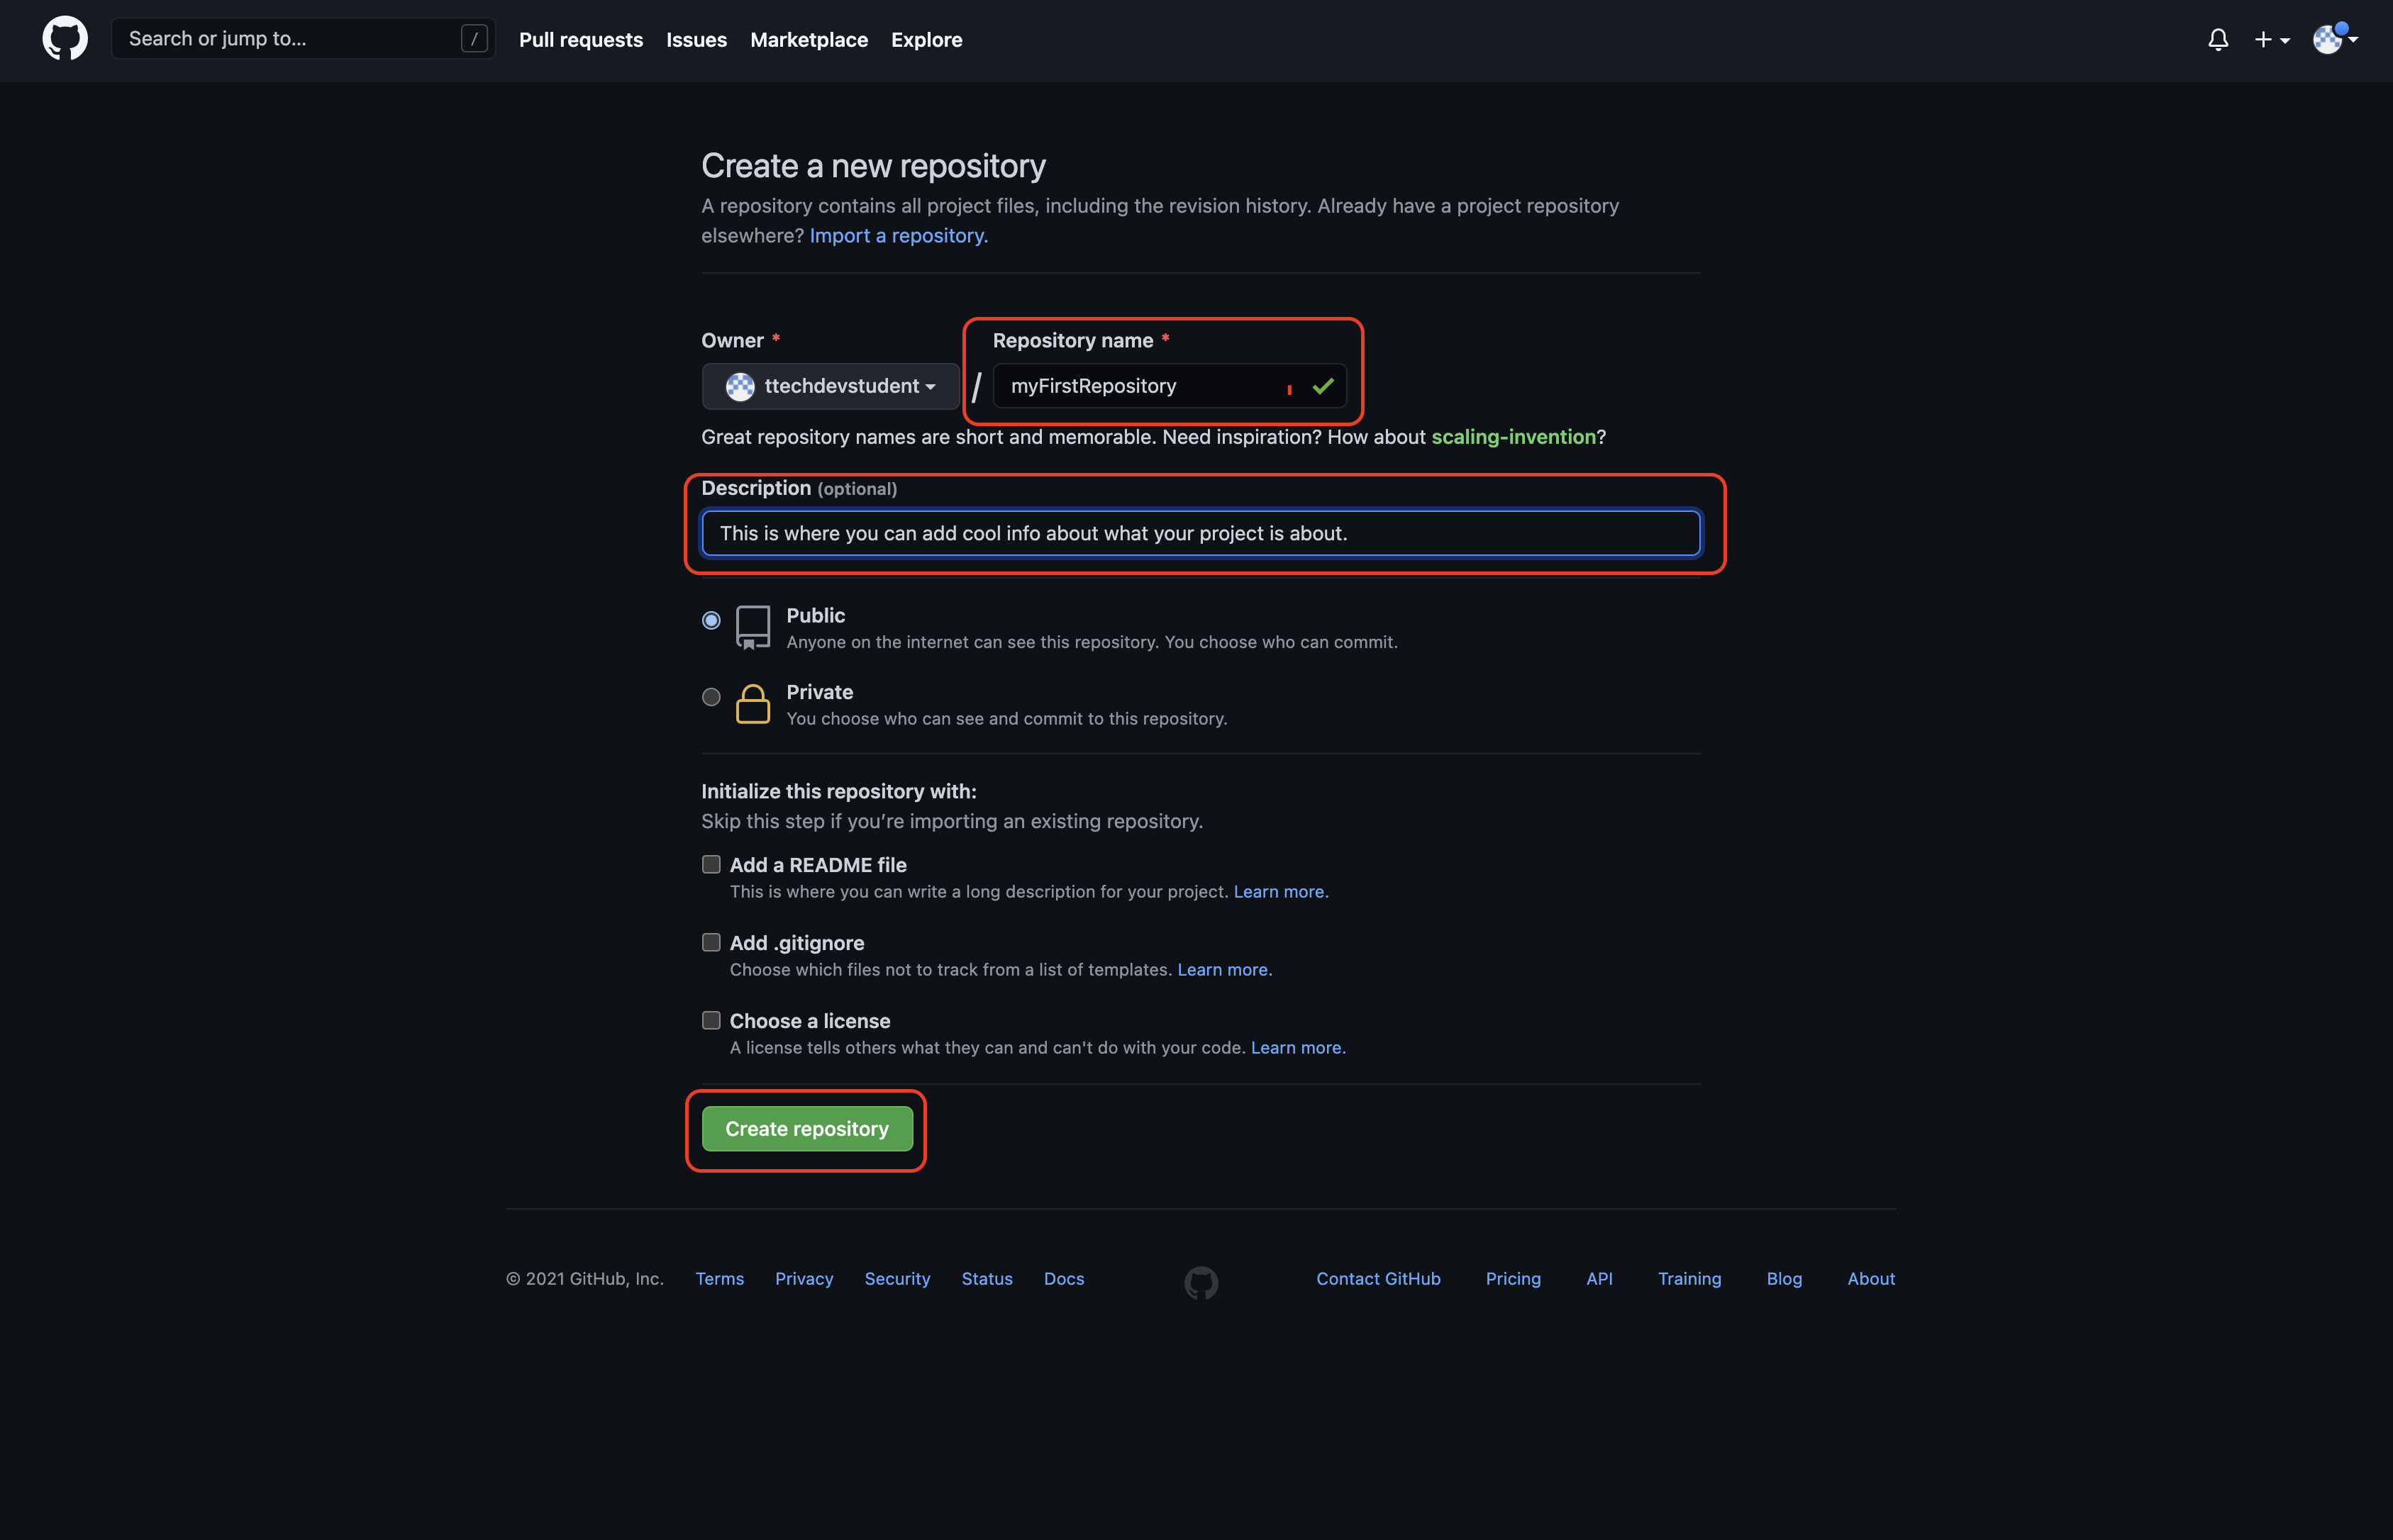 Search or jump to... /
Pull requests Issues Marketplace Explore
Create a new repository
A repository contains all project files, including the revision history. Already have a project repository
elsewhere? Import a repository.
Owner * Repository name *
ttechdevstudent / myFirstRepository
Great repository names are short and memorable. Need inspiration? How about scaling-invention?
Description (optional)
This is where you can add cool info about what your project is about.
Public
Anyone on the internet can see this repository. You choose who can commit.
Private
You choose who can see and commit to this repository.
Initialize this repository with:
Skip this step if you’re importing an existing repository.
Add a README file
This is where you can write a long description for your project. Learn more.
Add .gitignore
Choose which files not to track from a list of templates. Learn more.
Choose a license
A license tells others what they can and can't do with your code. Learn more.
Create repository
© 2021 GitHub, Inc. Terms Privacy Security Status Docs Contact GitHub Pricing API Training Blog About